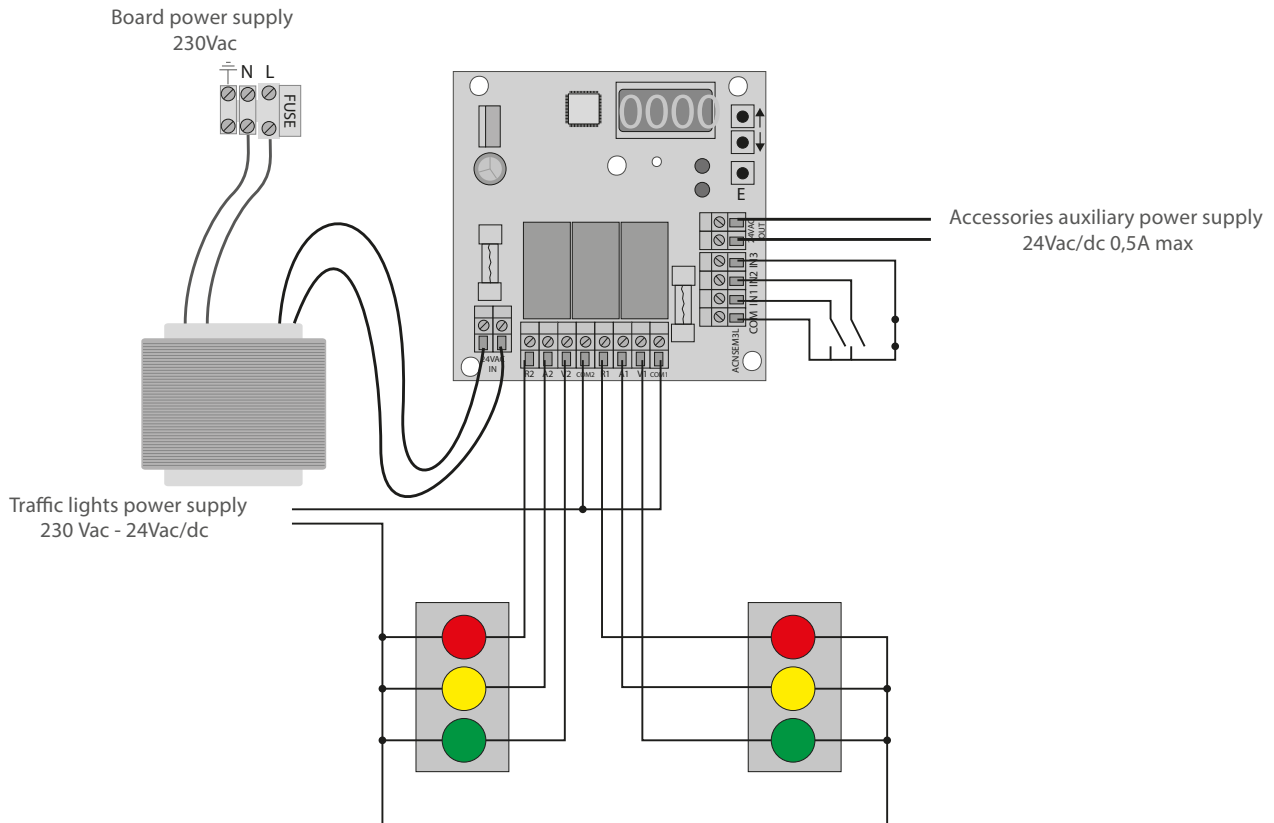 Board power supply
230Vac
N L
FUSE
0000
E
24VAC
OUT
Accessories auxiliary power supply
24Vac/dc 0,5A max
COM IN1 IN2 IN3
ACNSEM3L
24VAC
IN
R2 A2 V2 COM2 R1 A1 V1 COM1
Traffic lights power supply
230 Vac - 24Vac/dc